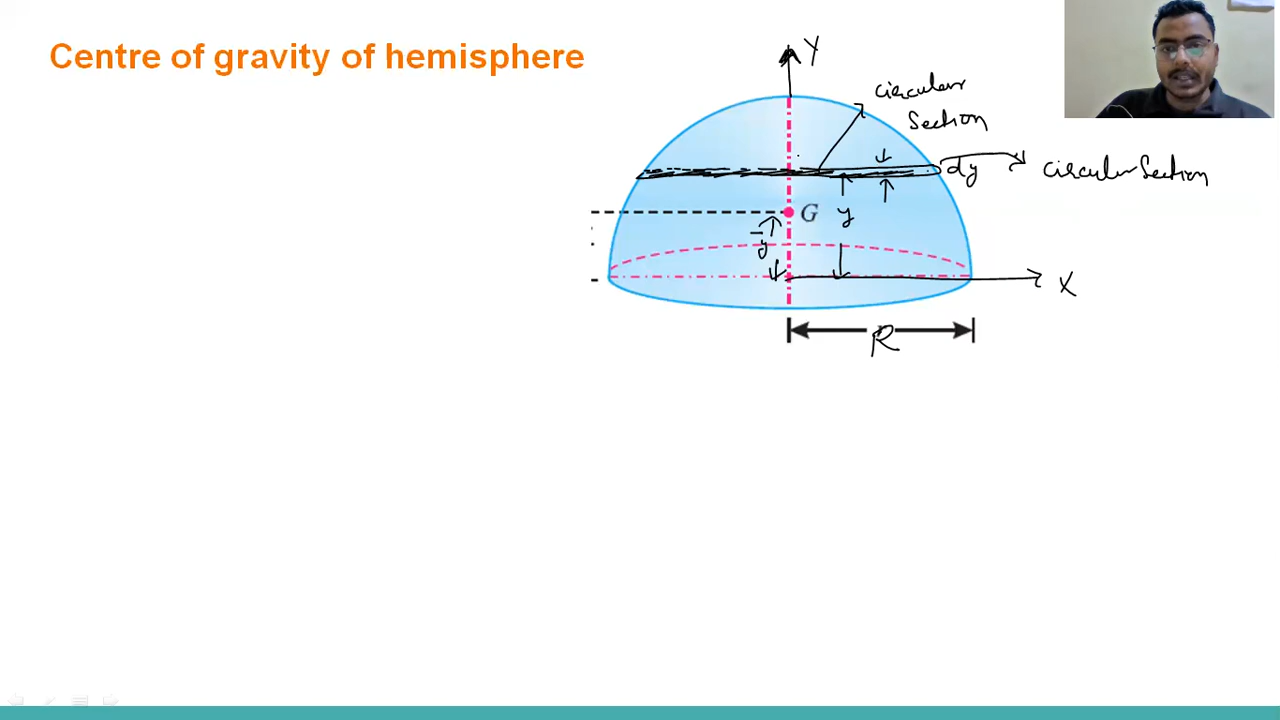 Centre of gravity of hemisphere
Y
circular
Section
dy
circular Section
G
y
y
X
R